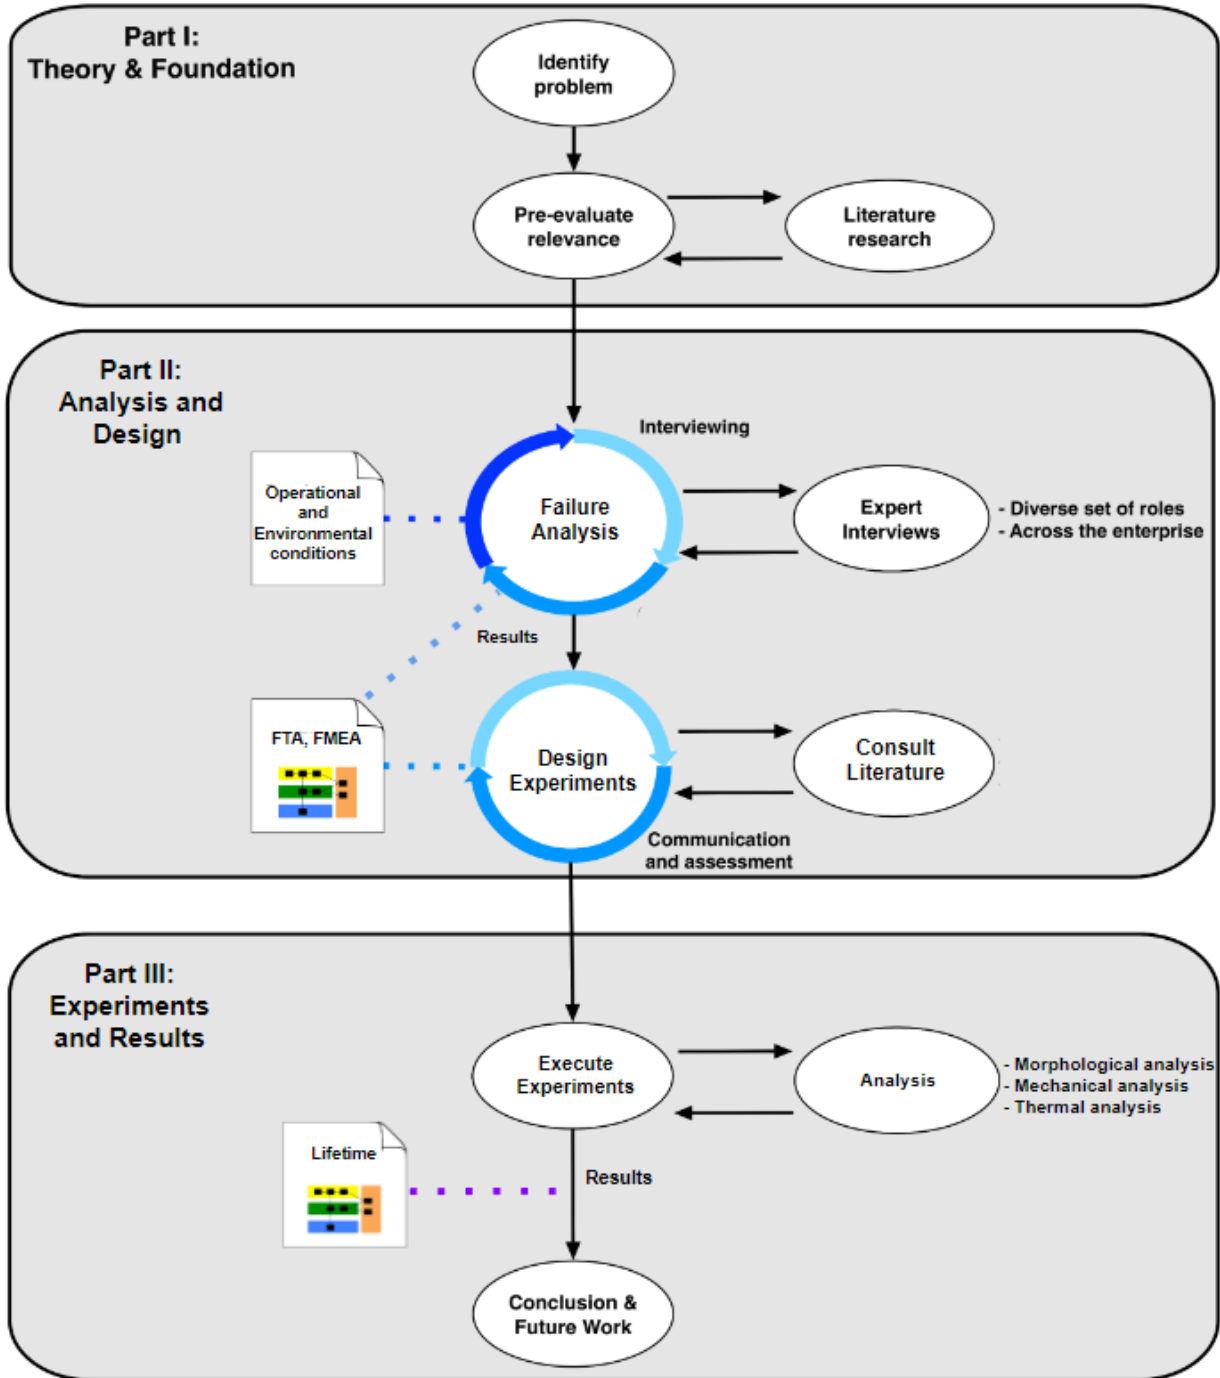 Part I:
Theory & Foundation
Identify
problem
Pre-evaluate
relevance
Literature
research
Part II:
Analysis and
Design
Interviewing
Operational
and
Environmental
conditions
Failure
Analysis
Expert
Interviews
- Diverse set of roles
- Across the enterprise
Results
FTA, FMEA
Design
Experiments
Consult
Literature
Communication
and assessment
Part III:
Experiments
and Results
Execute
Experiments
Analysis
- Morphological analysis
- Mechanical analysis
- Thermal analysis
Lifetime
Results
Conclusion &
Future Work